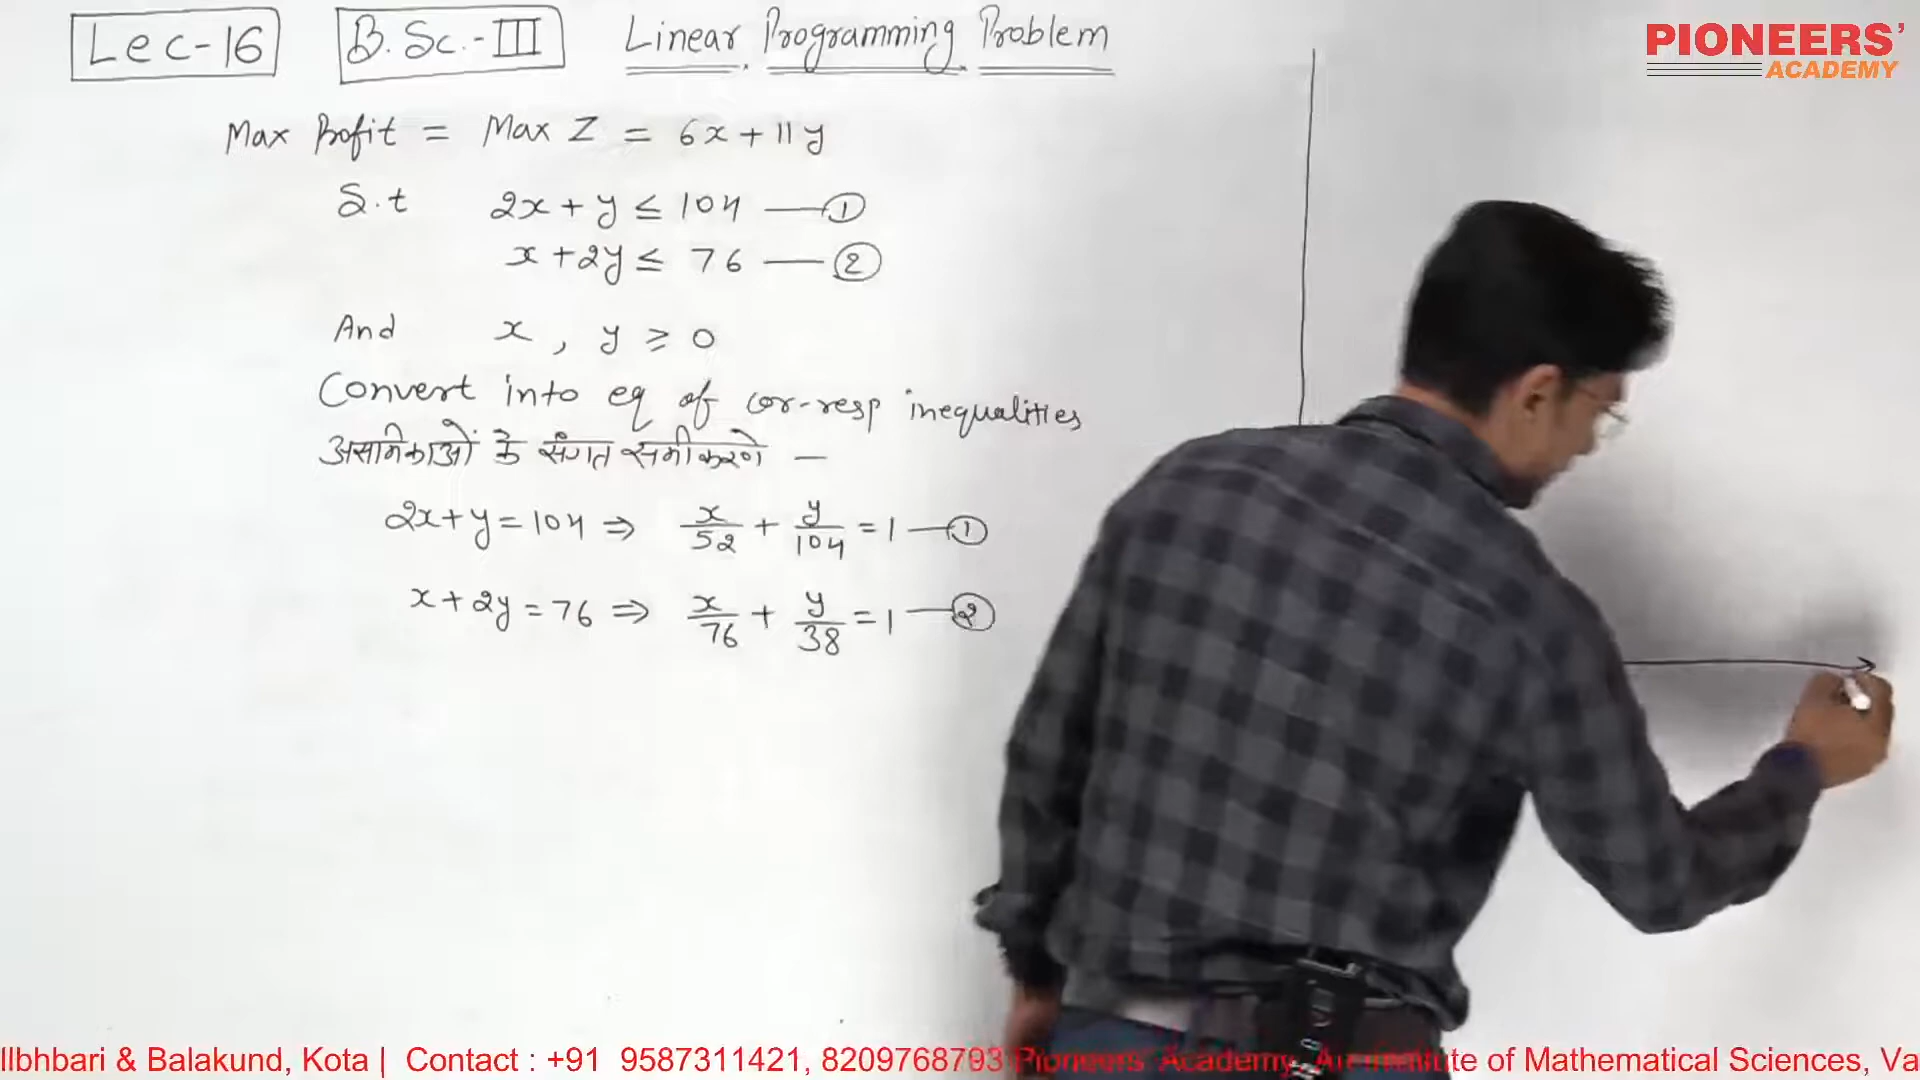 Lec-16 B.Sc.-III Linear Programming Problem
PIONEERS'
ACADEMY
Max Profit = Max Z = 6x + 11y
S.t 2x + y ≤ 104 — ①
x + 2y ≤ 76 — ②
And x , y ≥ 0
Convert into eq of cor-resp inequalities
असमिकाओं के संगत समीकरणे —
2x + y = 104 ⇒ x/52 + y/104 = 1 — ①
x + 2y = 76 ⇒ x/76 + y/38 = 1 — ②
llbhbari & Balakund, Kota | Contact : +91 9587311421, 8209768793 Pioneers' Academy, An Institute of Mathematical Sciences, Va